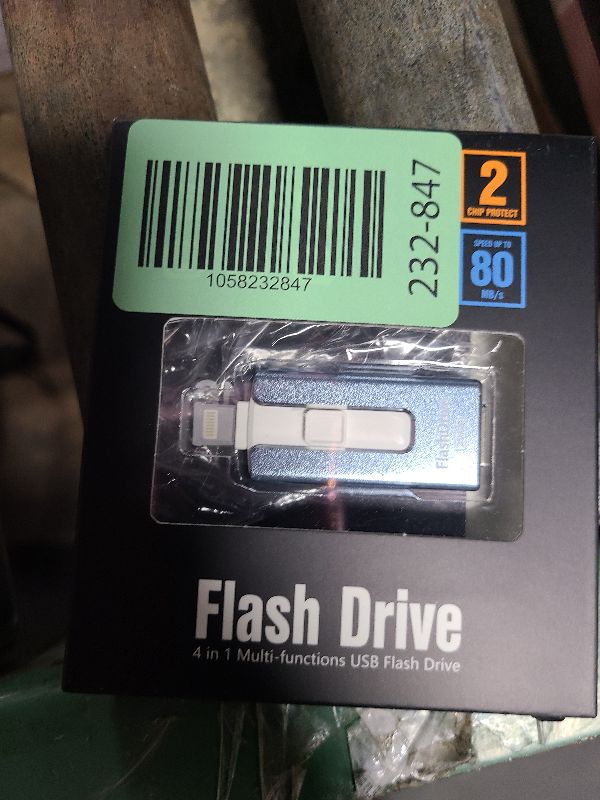 1058232847
232-847
2
CHIP PROTECT
SPEED UP TO
80
MB/s
FlashDrive
Flash Drive
4 in 1 Multi-functions USB Flash Drive